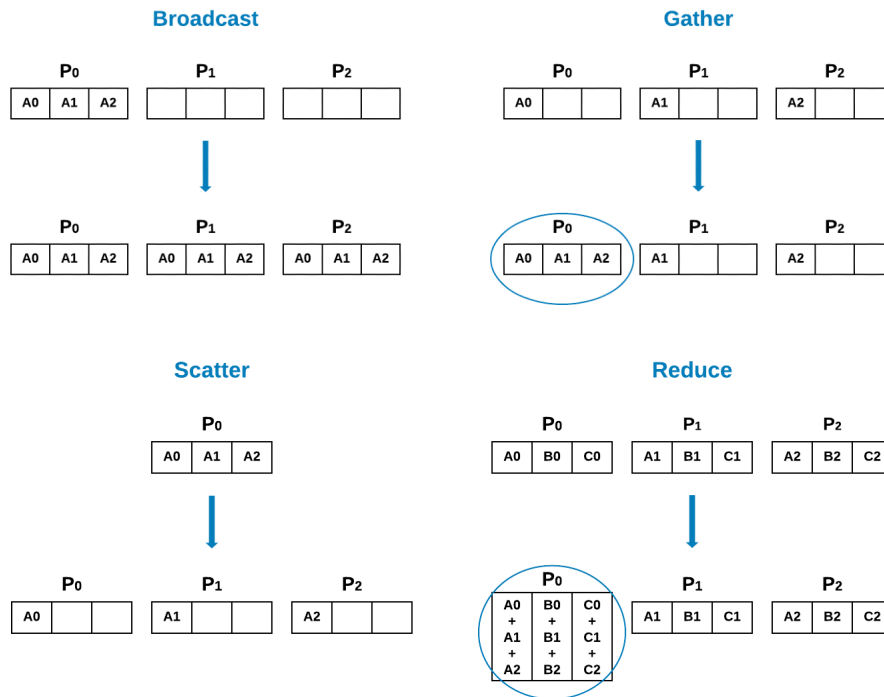 Broadcast
P0 P1 P2
A0 A1 A2
P0 P1 P2
A0 A1 A2 A0 A1 A2 A0 A1 A2
Gather
P0 P1 P2
A0 A1 A2
P0 P1 P2
A0 A1 A2 A1 A2
Scatter
P0
A0 A1 A2
P0 P1 P2
A0 A1 A2
Reduce
P0 P1 P2
A0 B0 C0 A1 B1 C1 A2 B2 C2
P0 P1 P2
A0 B0 C0
+ + +
A1 B1 C1 A1 B1 C1 A2 B2 C2
+ + +
A2 B2 C2